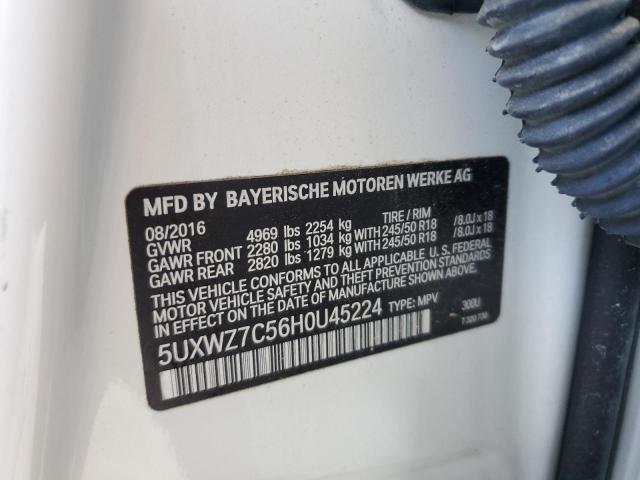 MFD BY BAYERISCHE MOTOREN WERKE AG
08/2016 TIRE / RIM
GVWR 4969 lbs 2254 kg
GAWR FRONT 2280 lbs 1034 kg WITH 245/50 R18 /8.0J x 18
GAWR REAR 2820 lbs 1279 kg WITH 245/50 R18 /8.0J x 18
THIS VEHICLE CONFORMS TO ALL APPLICABLE U. S. FEDERAL
MOTOR VEHICLE SAFETY AND THEFT PREVENTION STANDARDS
IN EFFECT ON THE DATE OF MANUFACTURE SHOWN ABOVE.
5UXWZ7C56H0U45224 TYPE: MPV 300U